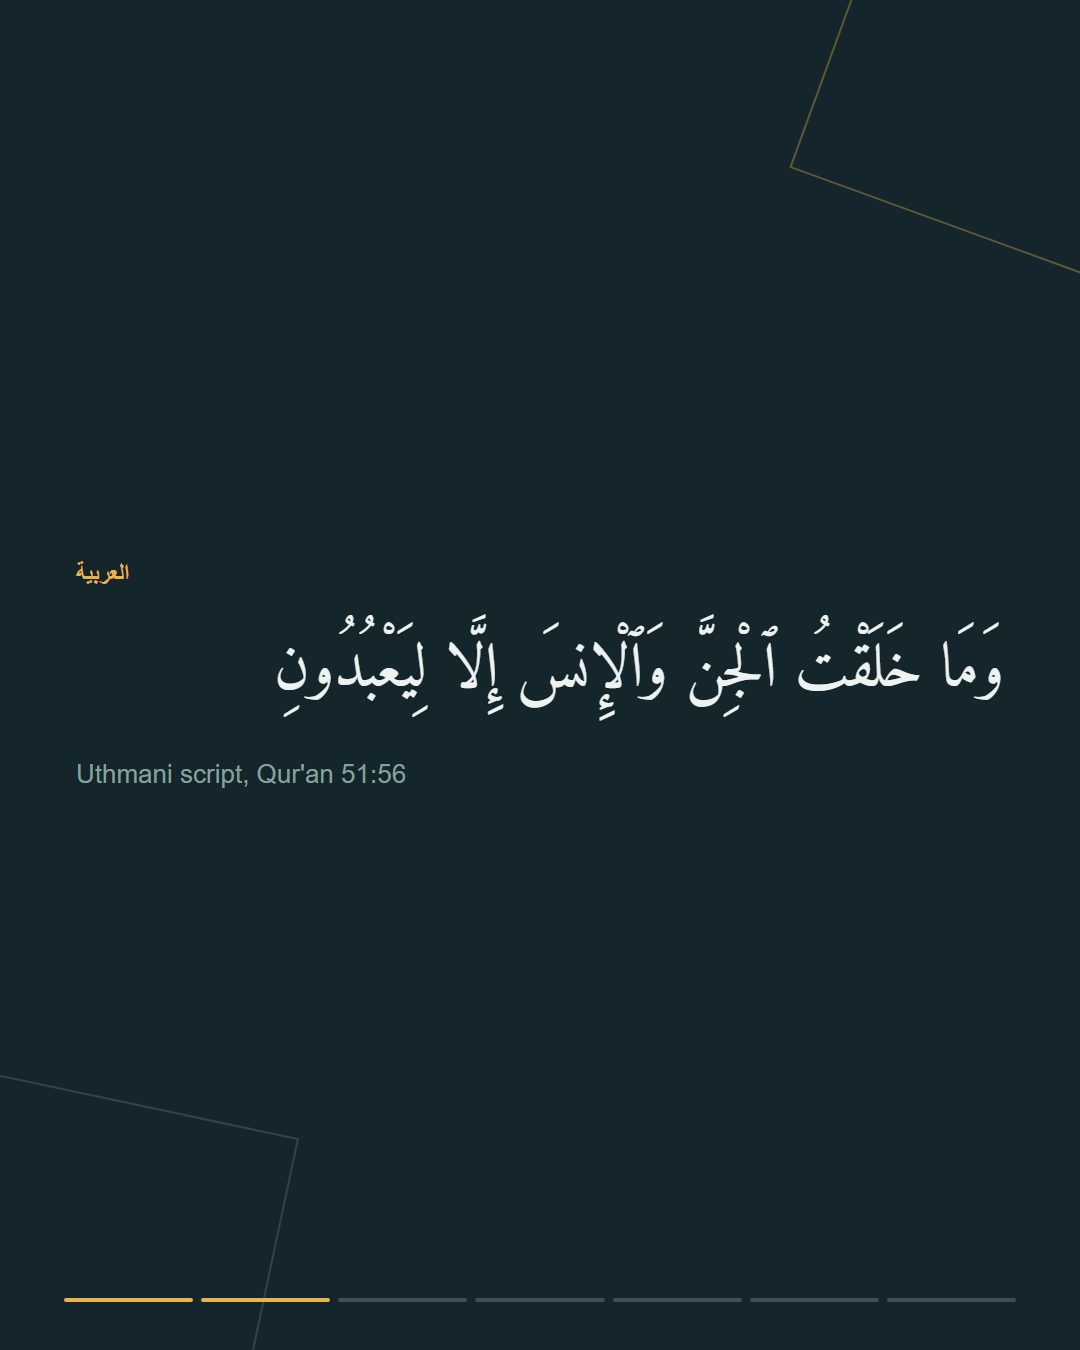 العربية
وَمَا خَلَقْتُ ٱلْجِنَّ وَٱلْإِنسَ إِلَّا لِيَعْبُدُونِ
Uthmani script, Qur'an 51:56